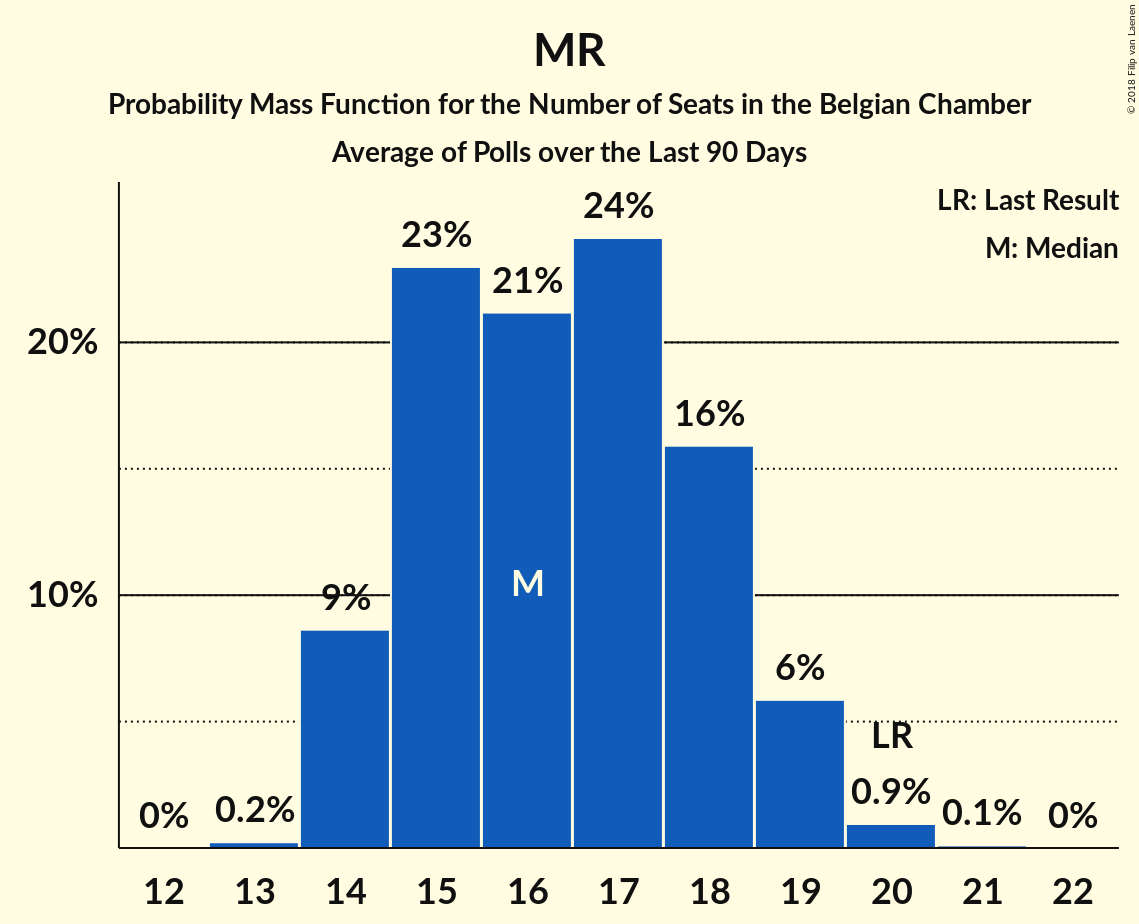 MR
Probability Mass Function for the Number of Seats in the Belgian Chamber
Average of Polls over the Last 90 Days
© 2018 Filip van Laenen
LR: Last Result
M: Median
24%
23%
21%
20%
16%
M
10%
9%
6%
LR
0.9%
0% 0.2% 0.1% 0%
12 13 14 15 16 17 18 19 20 21 22